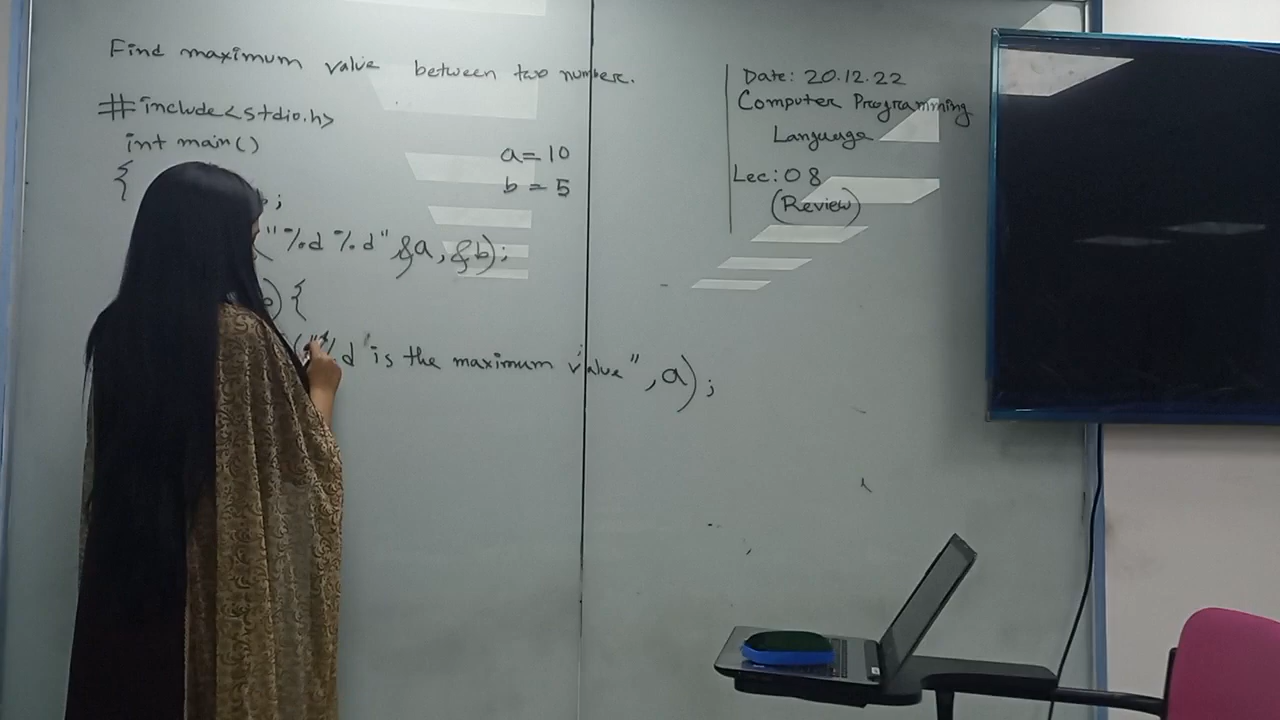 Find maximum value between two number.
#include<stdio.h>
int main()
{
;
"%d %d" &a, &b);
) {
("%d is the maximum value", a);
a = 10
b = 5
Date: 20.12.22
Computer Programming
Language
Lec: 08
(Review)